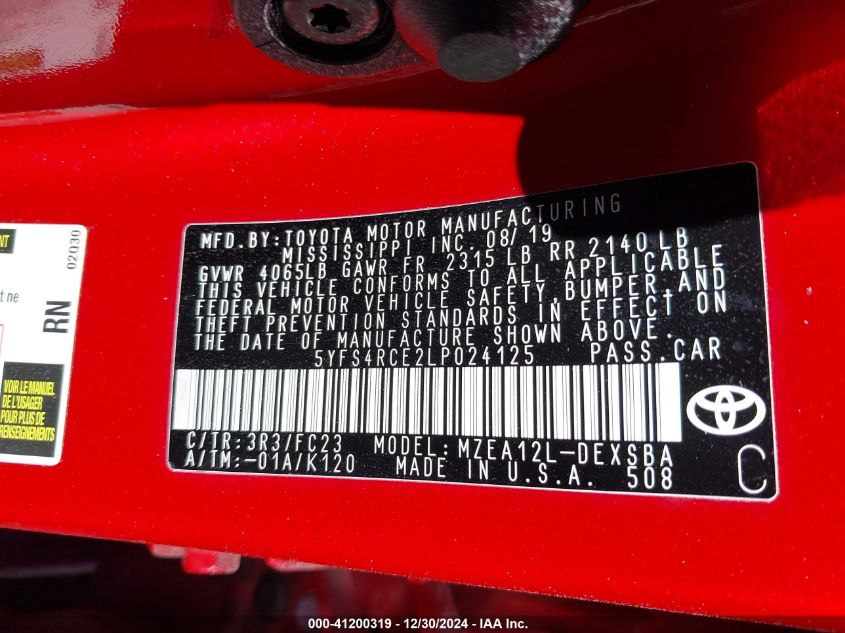 MFD.BY:TOYOTA MOTOR MANUFACTURING
MISSISSIPPI INC. 08/19
GVWR 4065LB GAWR FR 2315 LB RR 2140 LB
THIS VEHICLE CONFORMS TO ALL APPLICABLE
FEDERAL MOTOR VEHICLE SAFETY, BUMPER, AND
THEFT PREVENTION STANDARDS IN EFFECT ON
THE DATE OF MANUFACTURE SHOWN ABOVE.
5YFS4RCE2LP024125 PASS.CAR
C/TR:3R3/FC23 MODEL:MZEA12L-DEXSBA
A/TM:-01A/K120 MADE IN U.S.A. 508
C
02030
RN
t ne
VOIR LE MANUEL
DE L'USAGER
POUR PLUS DE
000-41200319 - 12/30/2024 - IAA Inc.